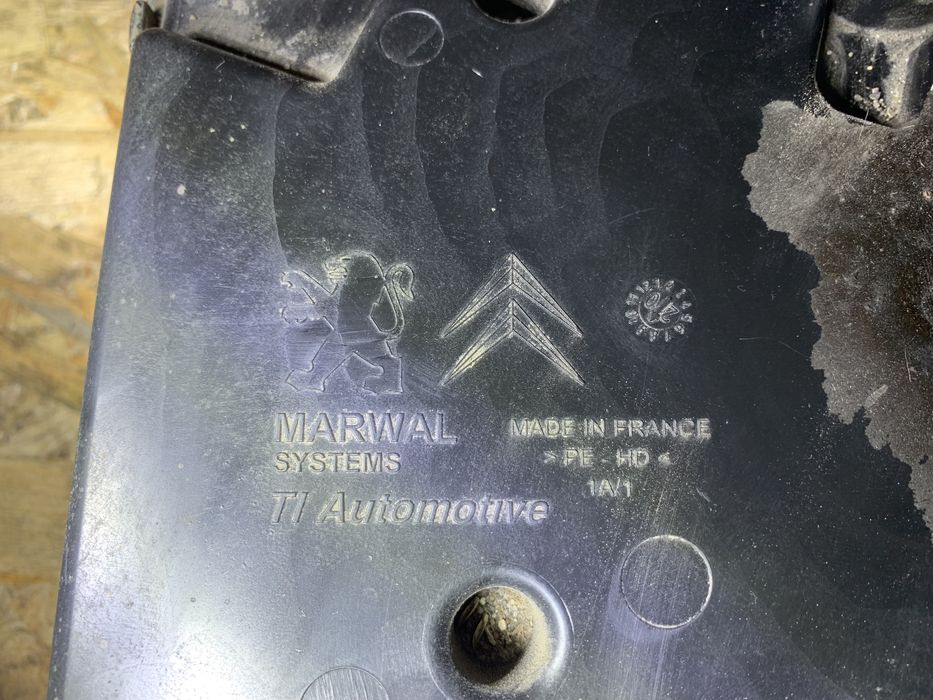 MARWAL
SYSTEMS
TI Automotive
MADE IN FRANCE
> PE - HD <
1A/1